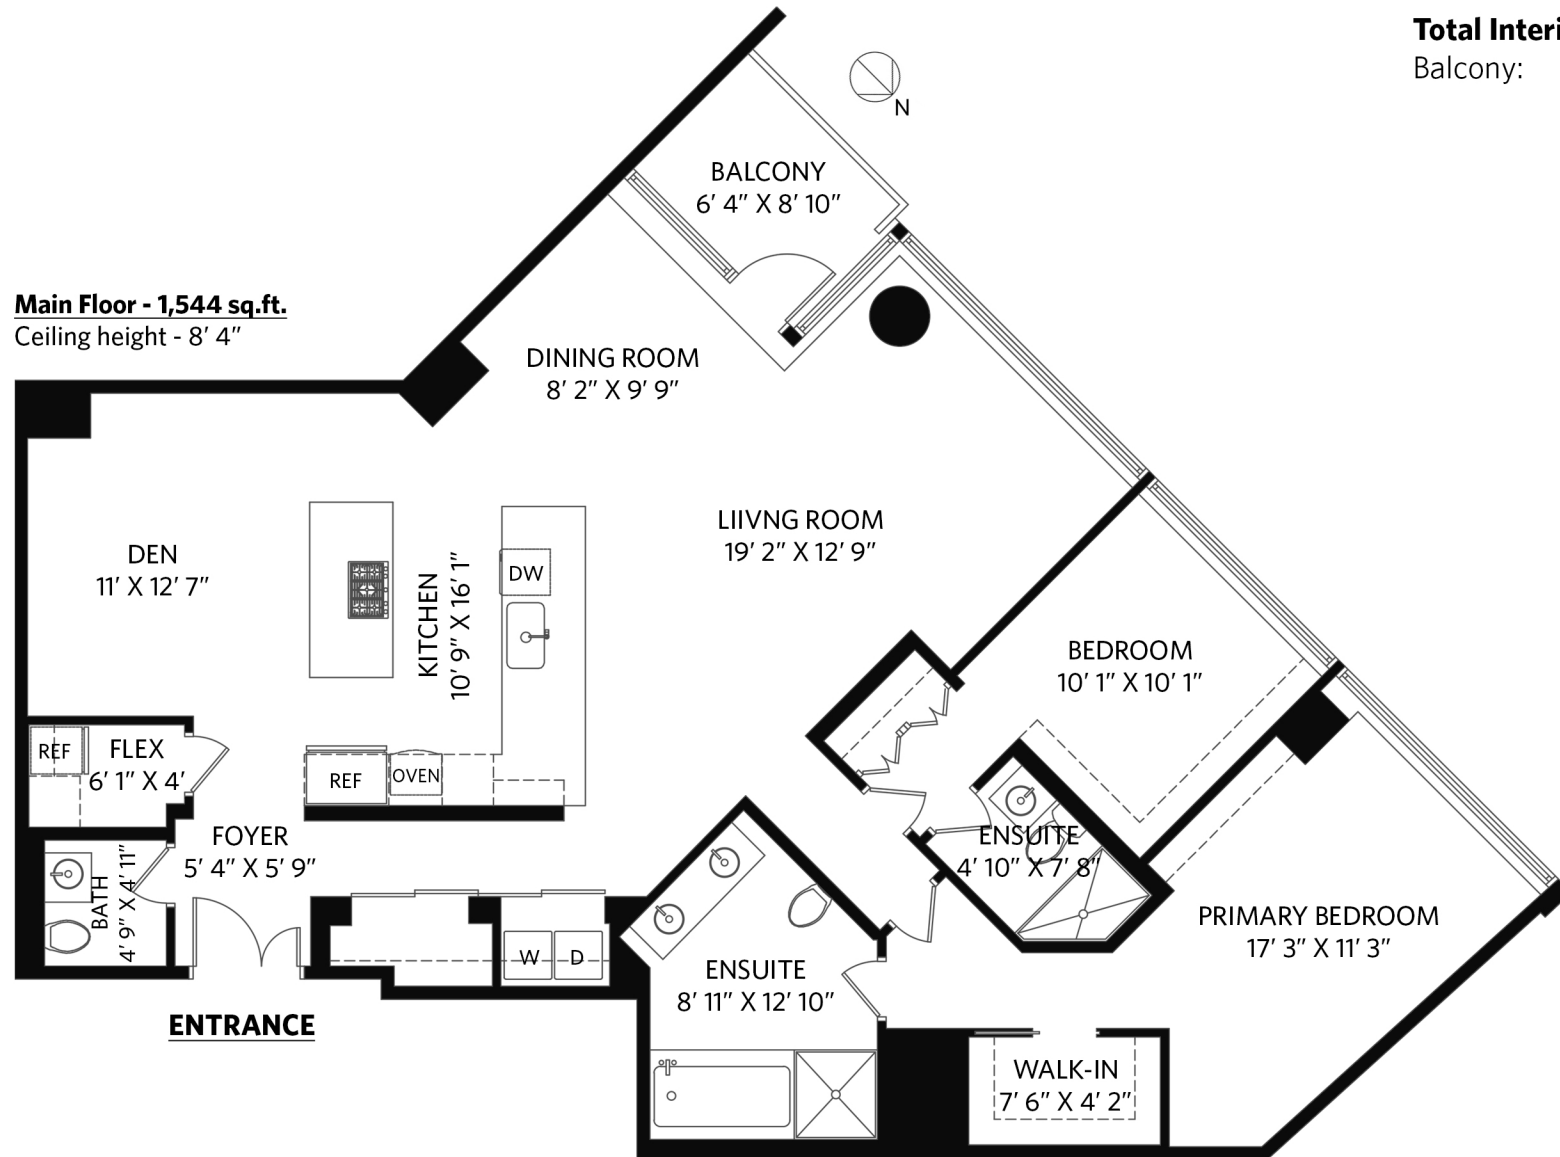 Total Interi
Balcony:
N
BALCONY
6' 4" X 8' 10"
Main Floor - 1,544 sq.ft.
Ceiling height - 8' 4"
DINING ROOM
8' 2" X 9' 9"
LIIVNG ROOM
19' 2" X 12' 9"
DEN
11' X 12' 7"
DW
KITCHEN
10' 9" X 16' 1"
BEDROOM
10' 1" X 10' 1"
REF
FLEX
6' 1" X 4'
REF
OVEN
FOYER
5' 4" X 5' 9"
ENSUITE
4' 10" X 7' 8"
BATH
4' 9" X 4' 11"
PRIMARY BEDROOM
17' 3" X 11' 3"
W
D
ENSUITE
8' 11" X 12' 10"
ENTRANCE
WALK-IN
7' 6" X 4' 2"